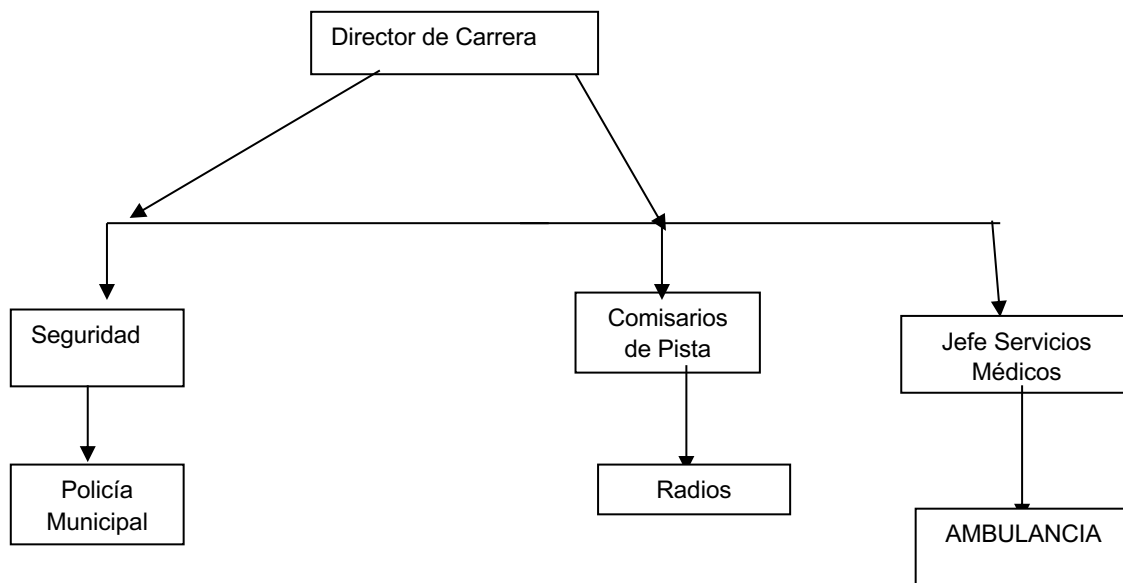 Director de Carrera
Seguridad
Comisarios
de Pista
Jefe Servicios
Médicos
Policía
Municipal
Radios
AMBULANCIA